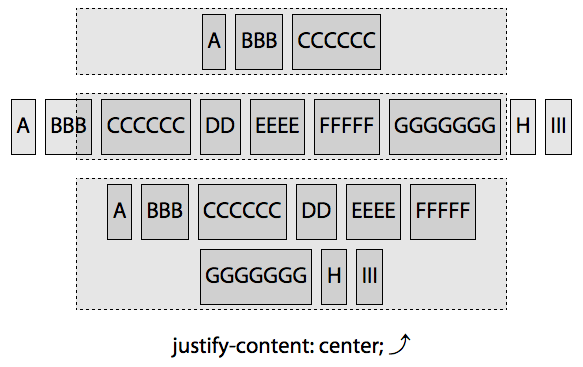 A BBB CCCCCC
A BBB CCCCCC DD EEEE FFFFF GGGGGGG H III
A BBB CCCCCC DD EEEE FFFFF
GGGGGGG H III
justify-content: center;